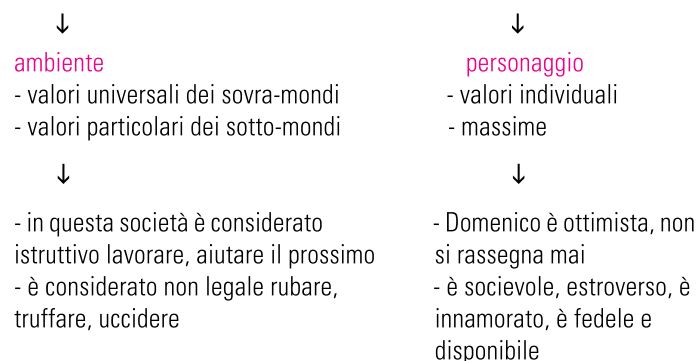 ↓
ambiente
- valori universali dei sovra-mondi
- valori particolari dei sotto-mondi
↓
- in questa società è considerato
istruttivo lavorare, aiutare il prossimo
- è considerato non legale rubare,
truffare, uccidere
↓
personaggio
- valori individuali
- massime
↓
- Domenico è ottimista, non
si rassegna mai
- è socievole, estroverso, è
innamorato, è fedele e
disponibile